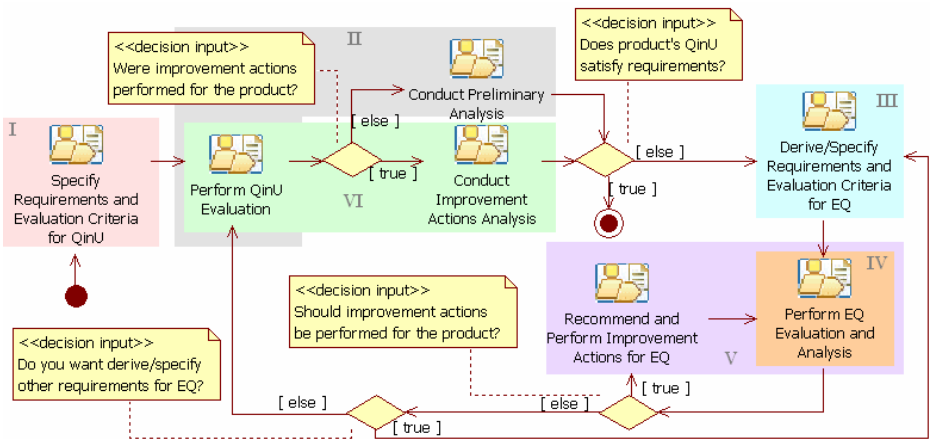 <<decision input>>
Were improvement actions
performed for the product?
II
Conduct Preliminary
Analysis
<<decision input>>
Does product's QinU
satisfy requirements?
I
Specify
Requirements and
Evaluation Criteria
for QinU
Perform QinU
Evaluation
[ else ]
[ true ]
VI
Conduct
Improvement
Actions Analysis
[ else ]
[ true ]
III
Derive/Specify
Requirements and
Evaluation Criteria
for EQ
<<decision input>>
Should improvement actions
be performed for the product?
Recommend and
Perform Improvement
Actions for EQ
V
IV
Perform EQ
Evaluation and
Analysis
<<decision input>>
Do you want derive/specify
other requirements for EQ?
[ else ]
[ true ]
[ else ]
[ true ]